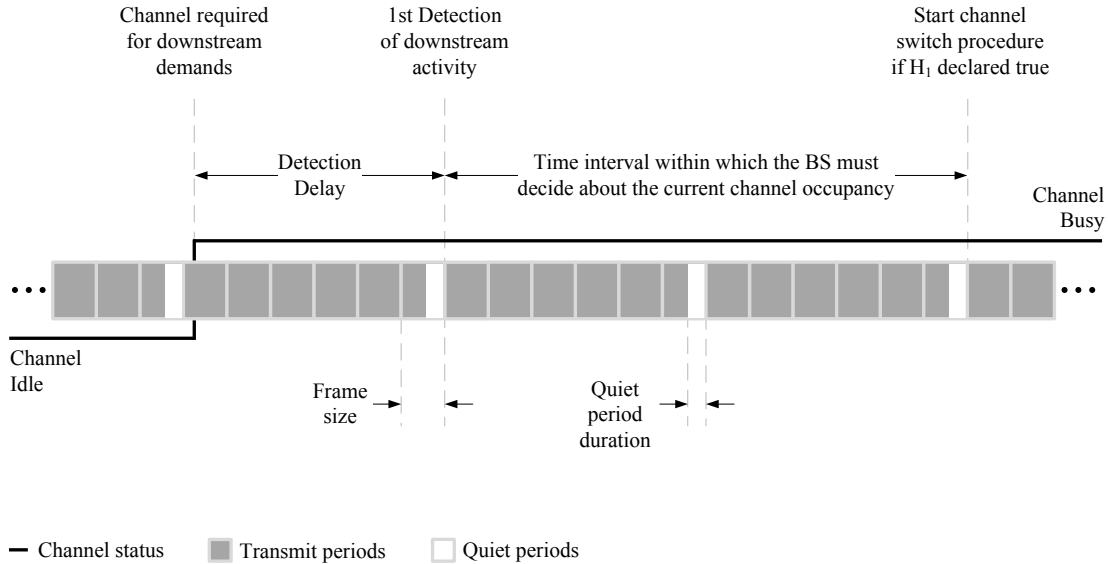 Channel required
for downstream
demands
1st Detection
of downstream
activity
Start channel
switch procedure
if H₁ declared true
Detection
Delay
Time interval within which the BS must
decide about the current channel occupancy
Channel
Busy
Channel
Idle
Frame
size
Quiet
period
duration
Channel status
Transmit periods
Quiet periods